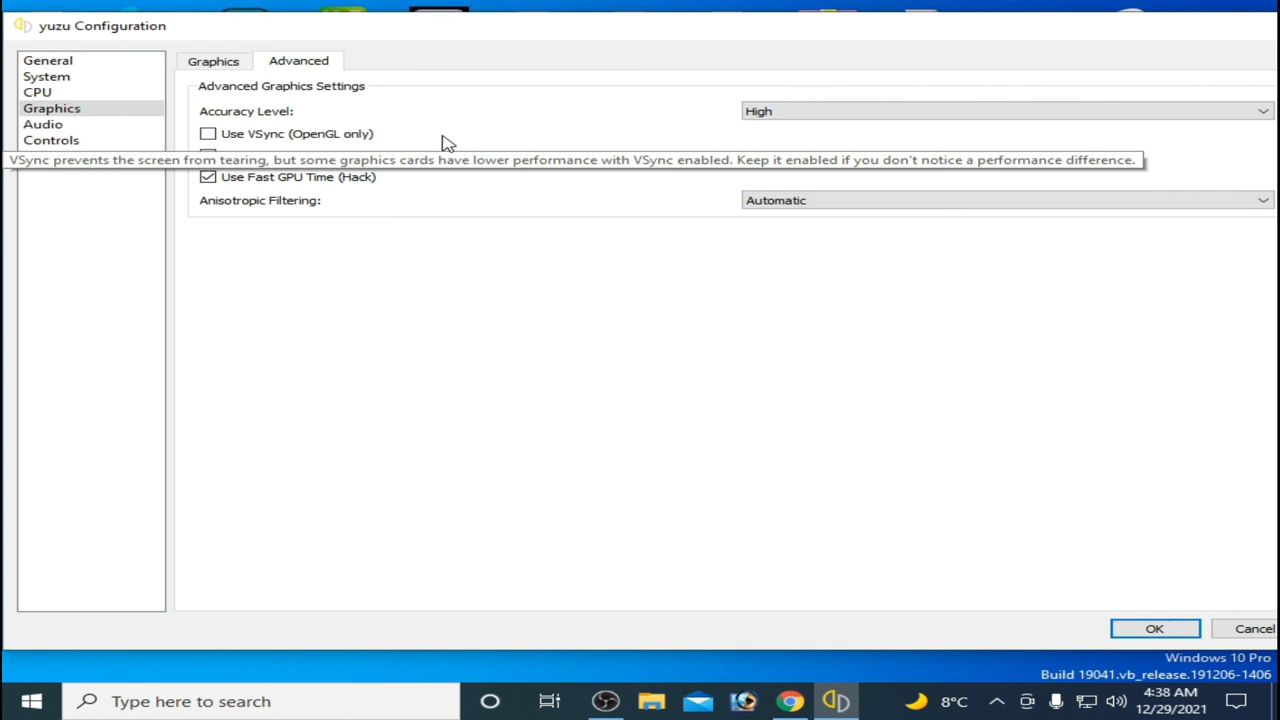 yuzu Configuration
General
System
CPU
Graphics
Audio
Controls
Graphics
Advanced
Advanced Graphics Settings
Accuracy Level:
High
Use VSync (OpenGL only)
VSync prevents the screen from tearing, but some graphics cards have lower performance with VSync enabled. Keep it enabled if you don't notice a performance difference.
Use Fast GPU Time (Hack)
Anisotropic Filtering:
Automatic
OK
Cancel
Windows 10 Pro
Build 19041.vb_release.191206-1406
Type here to search
8°C
4:38 AM
12/29/2021